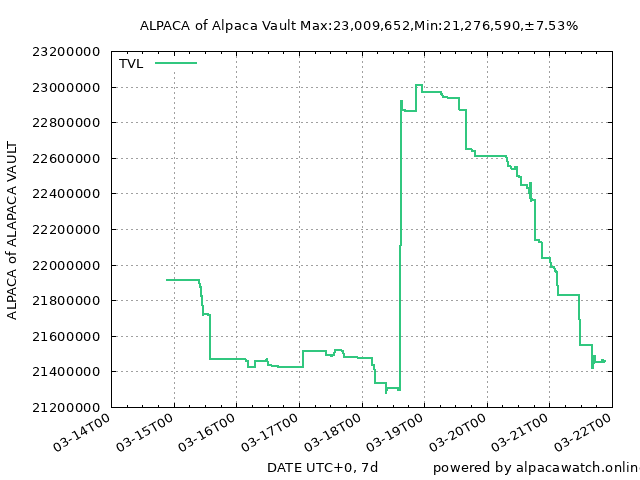 ALPACA of Alpaca Vault Max:23,009,652,Min:21,276,590,±7.53%
TVL
23200000
23000000
22800000
22600000
22400000
22200000
22000000
21800000
21600000
21400000
21200000
ALPACA of ALAPACA VAULT
03-14T00
03-15T00
03-16T00
03-17T00
03-18T00
03-19T00
03-20T00
03-21T00
03-22T00
DATE UTC+0, 7d
powered by alpacawatch.onlin